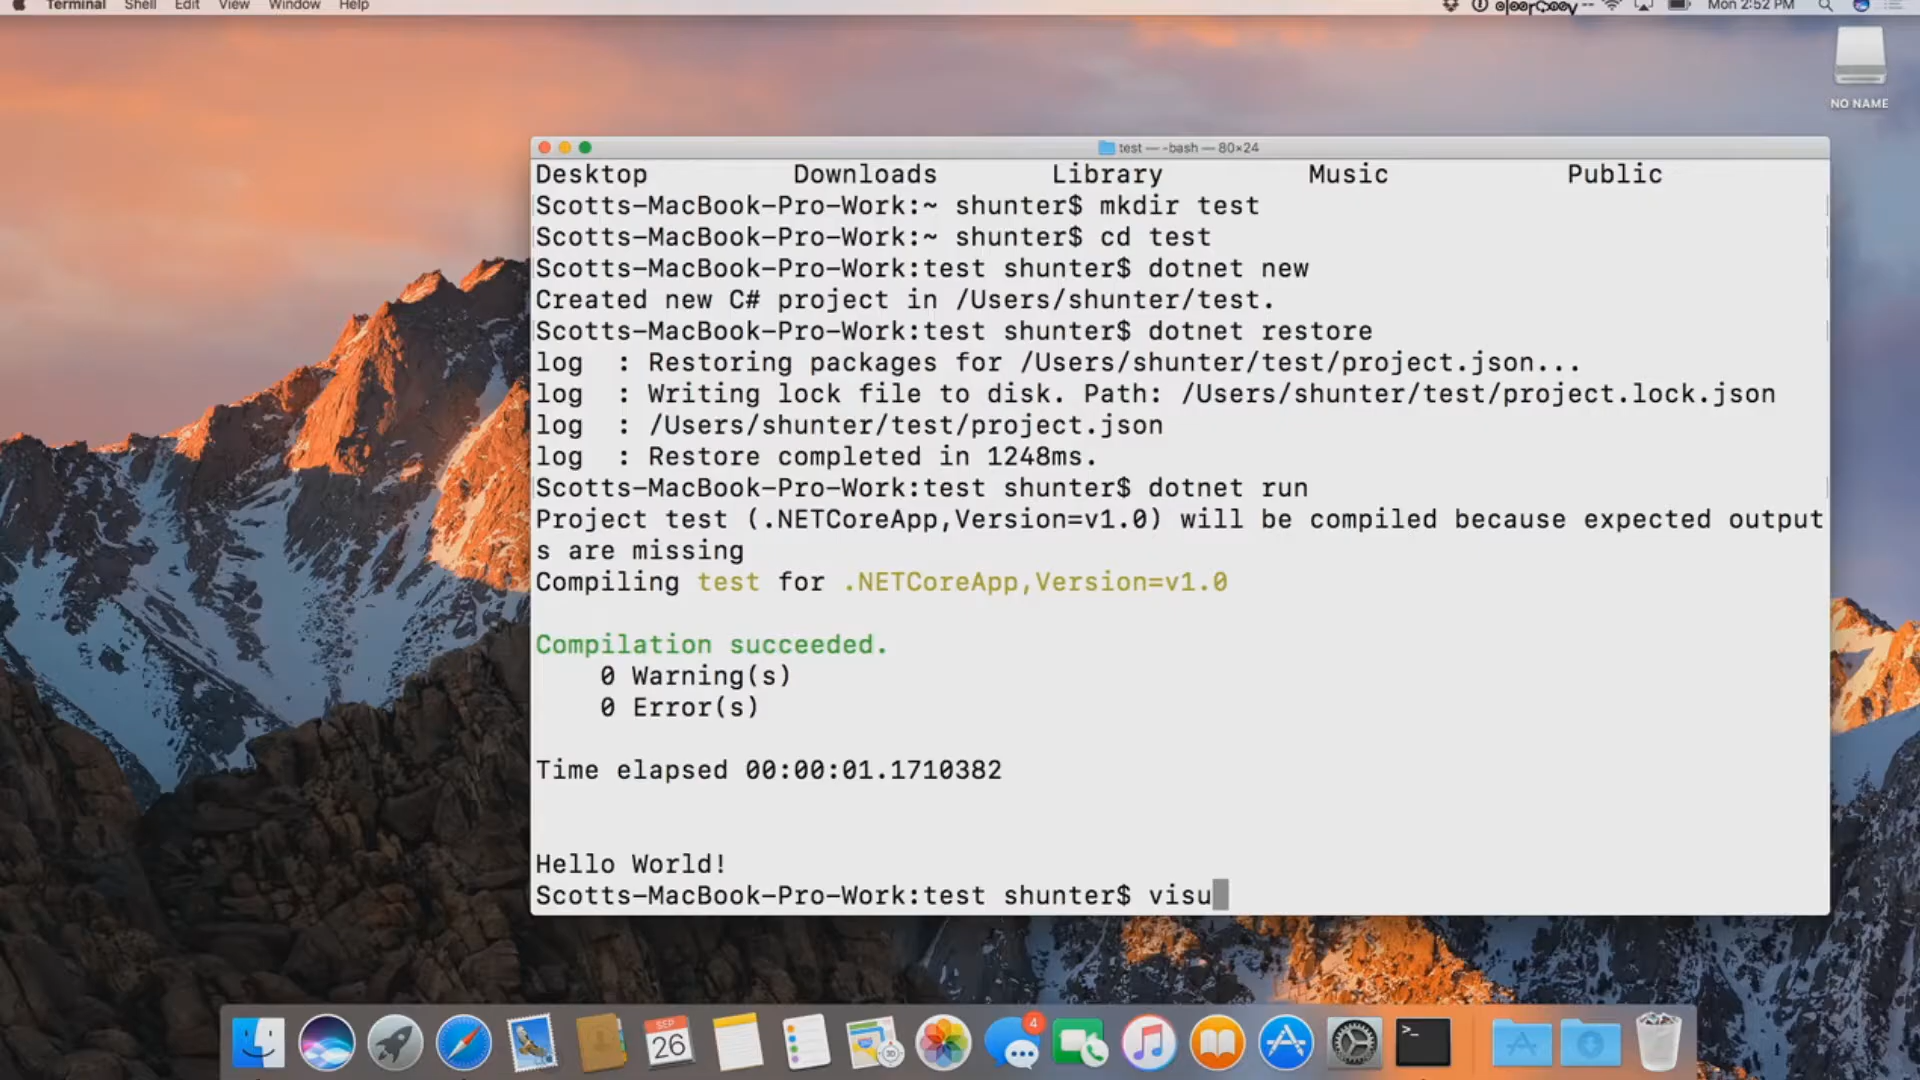 Terminal Shell Edit View Window Help
Mon 2:52 PM
NO NAME
test — -bash — 80×24
Desktop Downloads Library Music Public
Scotts-MacBook-Pro-Work:~ shunter$ mkdir test
Scotts-MacBook-Pro-Work:~ shunter$ cd test
Scotts-MacBook-Pro-Work:test shunter$ dotnet new
Created new C# project in /Users/shunter/test.
Scotts-MacBook-Pro-Work:test shunter$ dotnet restore
log : Restoring packages for /Users/shunter/test/project.json...
log : Writing lock file to disk. Path: /Users/shunter/test/project.lock.json
log : /Users/shunter/test/project.json
log : Restore completed in 1248ms.
Scotts-MacBook-Pro-Work:test shunter$ dotnet run
Project test (.NETCoreApp,Version=v1.0) will be compiled because expected output
s are missing
Compiling test for .NETCoreApp,Version=v1.0
Compilation succeeded.
0 Warning(s)
0 Error(s)
Time elapsed 00:00:01.1710382
Hello World!
Scotts-MacBook-Pro-Work:test shunter$ visu
SEP
26
3D
4
>_